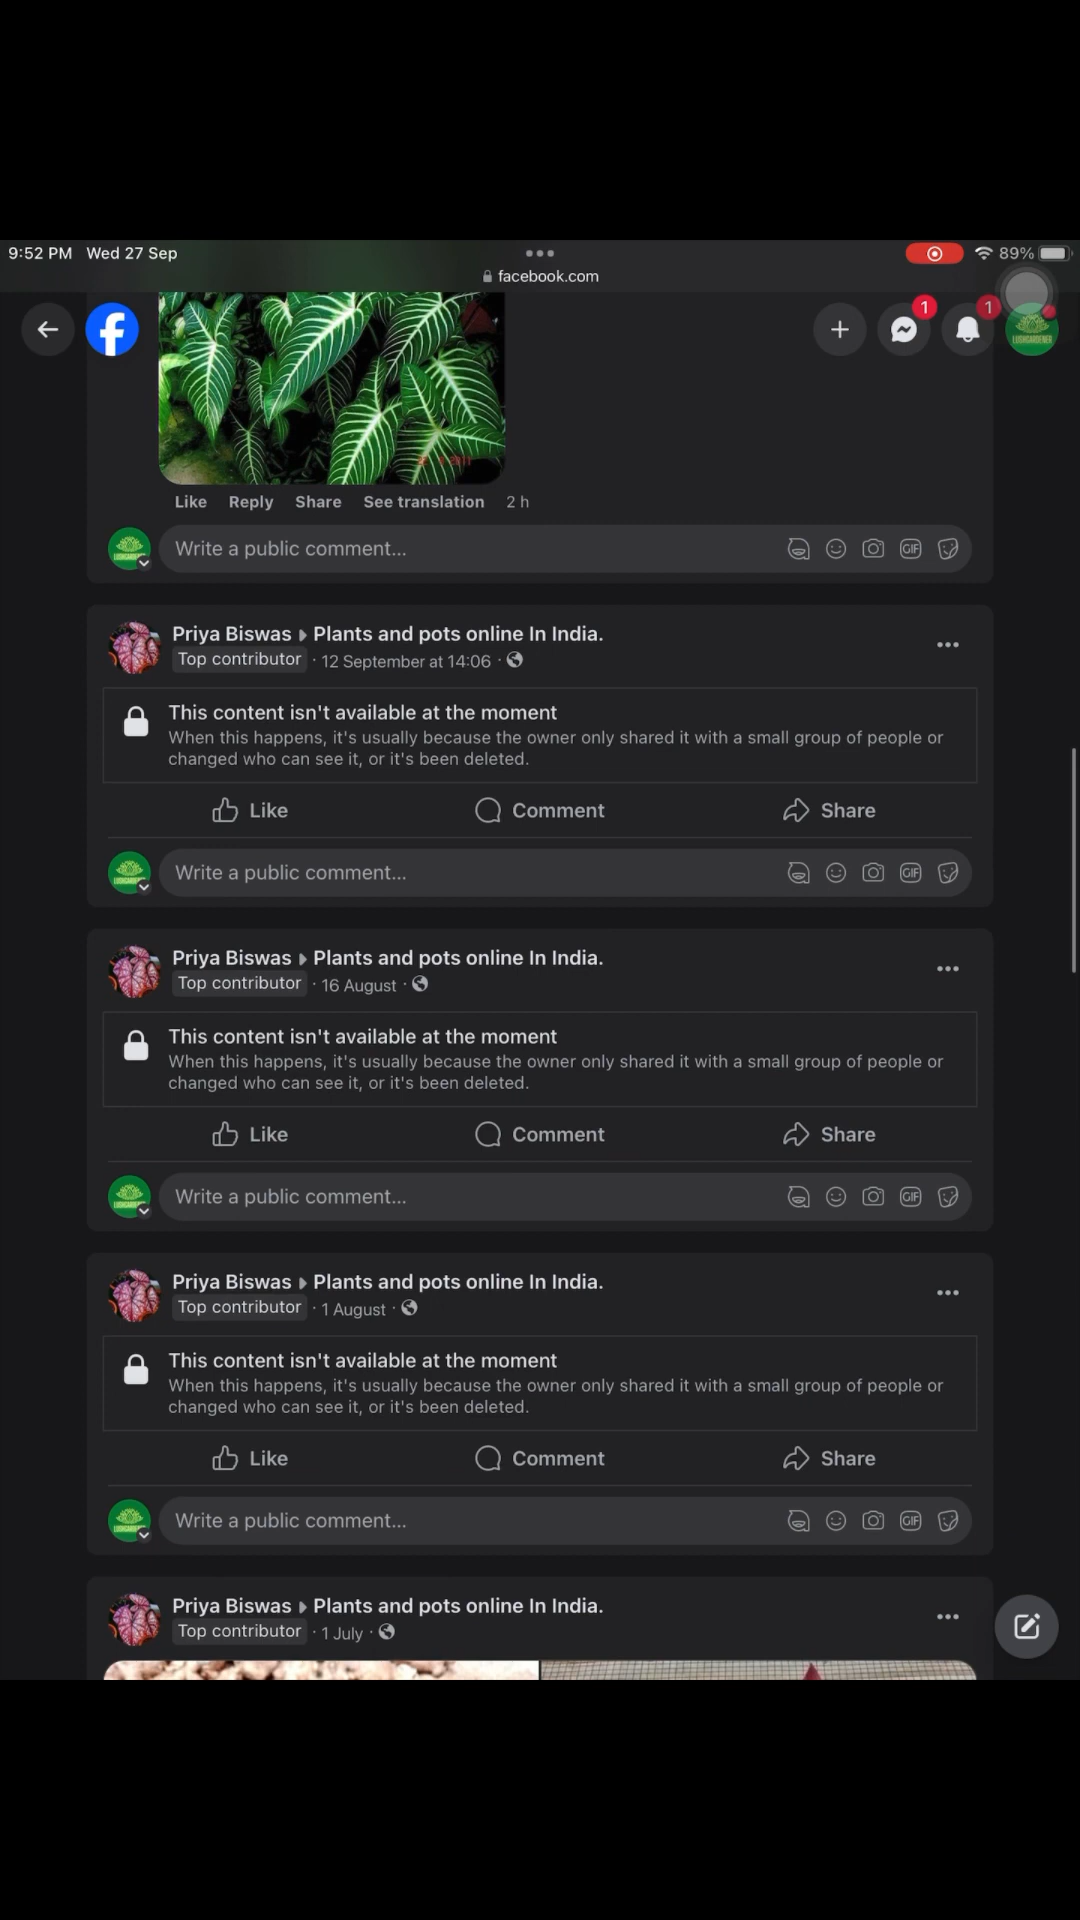 9:52 PM Wed 27 Sep
89%
facebook.com
1
1
LUSHGARDENER
Like Reply Share See translation 2 h
Write a public comment...
GIF
Priya Biswas Plants and pots online In India.
Top contributor · 12 September at 14:06 ·
This content isn't available at the moment
When this happens, it's usually because the owner only shared it with a small group of people or
changed who can see it, or it's been deleted.
Like Comment Share
Write a public comment...
GIF
Priya Biswas Plants and pots online In India.
Top contributor · 16 August ·
This content isn't available at the moment
When this happens, it's usually because the owner only shared it with a small group of people or
changed who can see it, or it's been deleted.
Like Comment Share
Write a public comment...
GIF
Priya Biswas Plants and pots online In India.
Top contributor · 1 August ·
This content isn't available at the moment
When this happens, it's usually because the owner only shared it with a small group of people or
changed who can see it, or it's been deleted.
Like Comment Share
Write a public comment...
GIF
Priya Biswas Plants and pots online In India.
Top contributor · 1 July ·